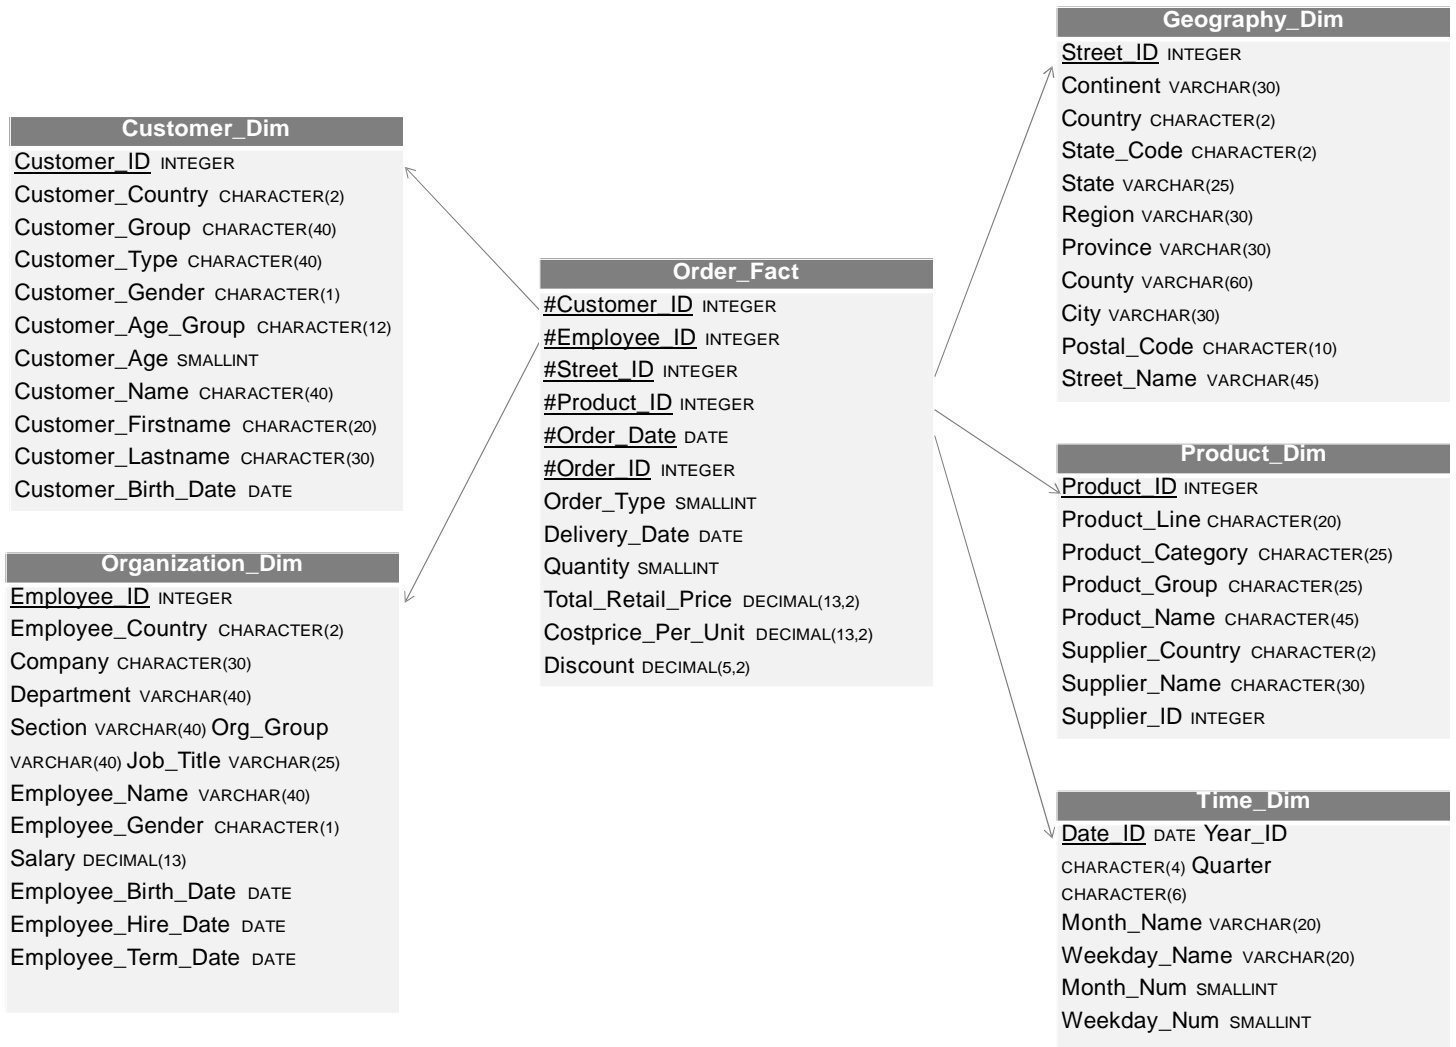 Customer_Dim
Customer_ID INTEGER
Customer_Country CHARACTER(2)
Customer_Group CHARACTER(40)
Customer_Type CHARACTER(40)
Customer_Gender CHARACTER(1)
Customer_Age_Group CHARACTER(12)
Customer_Age SMALLINT
Customer_Name CHARACTER(40)
Customer_Firstname CHARACTER(20)
Customer_Lastname CHARACTER(30)
Customer_Birth_Date DATE
Organization_Dim
Employee_ID INTEGER
Employee_Country CHARACTER(2)
Company CHARACTER(30)
Department VARCHAR(40)
Section VARCHAR(40) Org_Group
VARCHAR(40) Job_Title VARCHAR(25)
Employee_Name VARCHAR(40)
Employee_Gender CHARACTER(1)
Salary DECIMAL(13)
Employee_Birth_Date DATE
Employee_Hire_Date DATE
Employee_Term_Date DATE
Order_Fact
#Customer_ID INTEGER
#Employee_ID INTEGER
#Street_ID INTEGER
#Product_ID INTEGER
#Order_Date DATE
#Order_ID INTEGER
Order_Type SMALLINT
Delivery_Date DATE
Quantity SMALLINT
Total_Retail_Price DECIMAL(13,2)
Costprice_Per_Unit DECIMAL(13,2)
Discount DECIMAL(5,2)
Geography_Dim
Street_ID INTEGER
Continent VARCHAR(30)
Country CHARACTER(2)
State_Code CHARACTER(2)
State VARCHAR(25)
Region VARCHAR(30)
Province VARCHAR(30)
County VARCHAR(60)
City VARCHAR(30)
Postal_Code CHARACTER(10)
Street_Name VARCHAR(45)
Product_Dim
Product_ID INTEGER
Product_Line CHARACTER(20)
Product_Category CHARACTER(25)
Product_Group CHARACTER(25)
Product_Name CHARACTER(45)
Supplier_Country CHARACTER(2)
Supplier_Name CHARACTER(30)
Supplier_ID INTEGER
Time_Dim
Date_ID DATE Year_ID
CHARACTER(4) Quarter
CHARACTER(6)
Month_Name VARCHAR(20)
Weekday_Name VARCHAR(20)
Month_Num SMALLINT
Weekday_Num SMALLINT